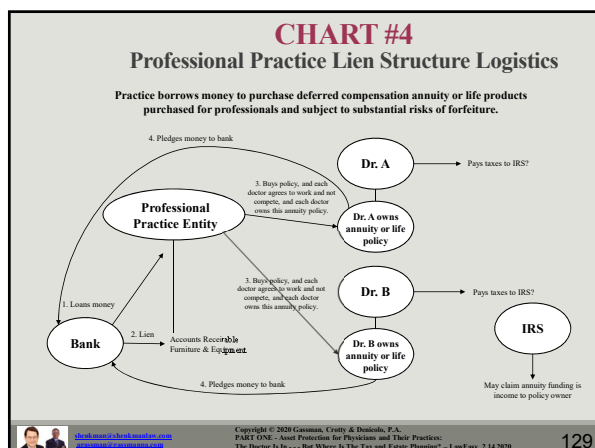 CHART #4
Professional Practice Lien Structure Logistics
Practice borrows money to purchase deferred compensation annuity or life products
purchased for professionals and subject to substantial risks of forfeiture.
4. Pledges money to bank
Dr. A
Pays taxes to IRS?
3. Buys policy, and each
doctor agrees to work and not
compete, and each doctor
owns this annuity policy.
Professional
Practice Entity
Dr. A owns
annuity or life
policy
3. Buys policy, and each
doctor agrees to work and not
compete, and each doctor
owns this annuity policy.
Dr. B
Pays taxes to IRS?
1. Loans money
2. Lien
Bank
Accounts Receivable
Furniture & Equipment
Dr. B owns
annuity or life
policy
IRS
4. Pledges money to bank
May claim annuity funding is
income to policy owner
shenkman@shenkmanlaw.com
agassman@gassmanpa.com
Copyright © 2020 Gassman, Crotty & Denicolo, P.A.
PART ONE - Asset Protection for Physicians and Their Practices:
The Doctor Is In - - - But Where Is The Tax and Estate Planning" – LawEasy 2.14.2020
129